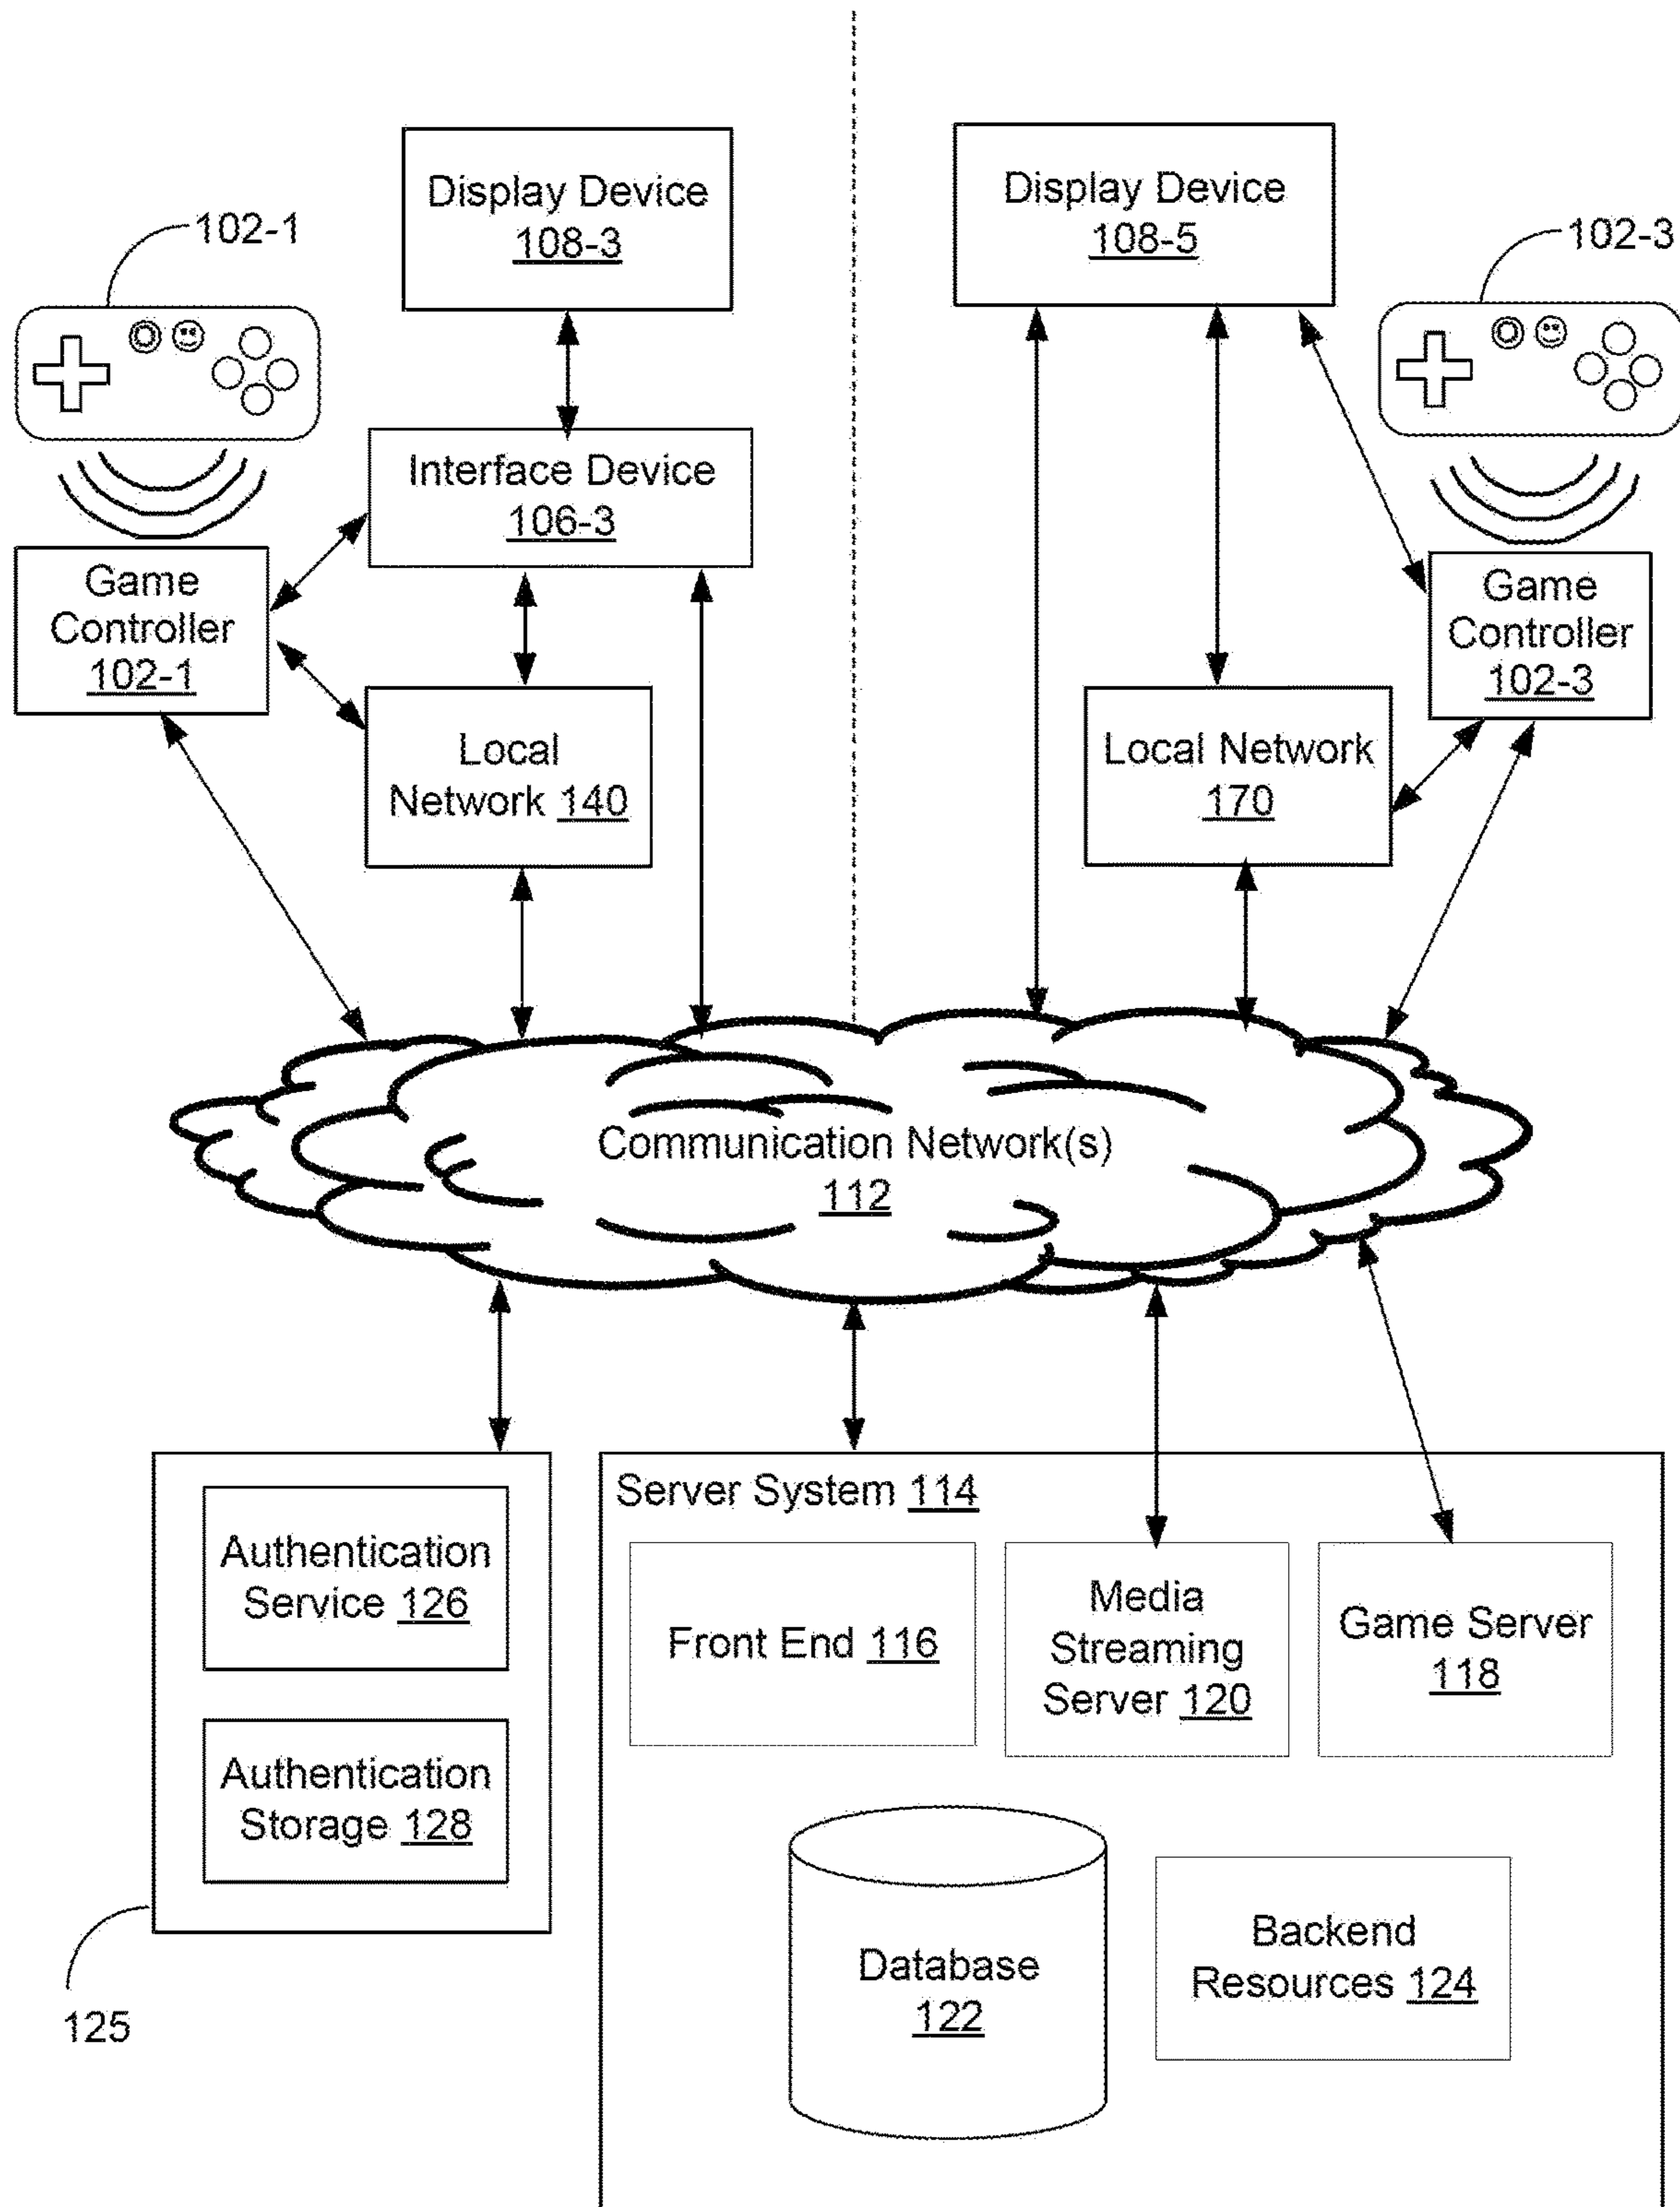 Display Device
108-3
Display Device
108-5
102-1
102-3
Interface Device
106-3
Game
Controller
102-1
Game
Controller
102-3
Local
Network 140
Local Network
170
Communication Network(s)
112
Server System 114
Authentication
Service 126
Front End 116
Media
Streaming
Server 120
Game Server
118
Authentication
Storage 128
Database
122
Backend
Resources 124
125